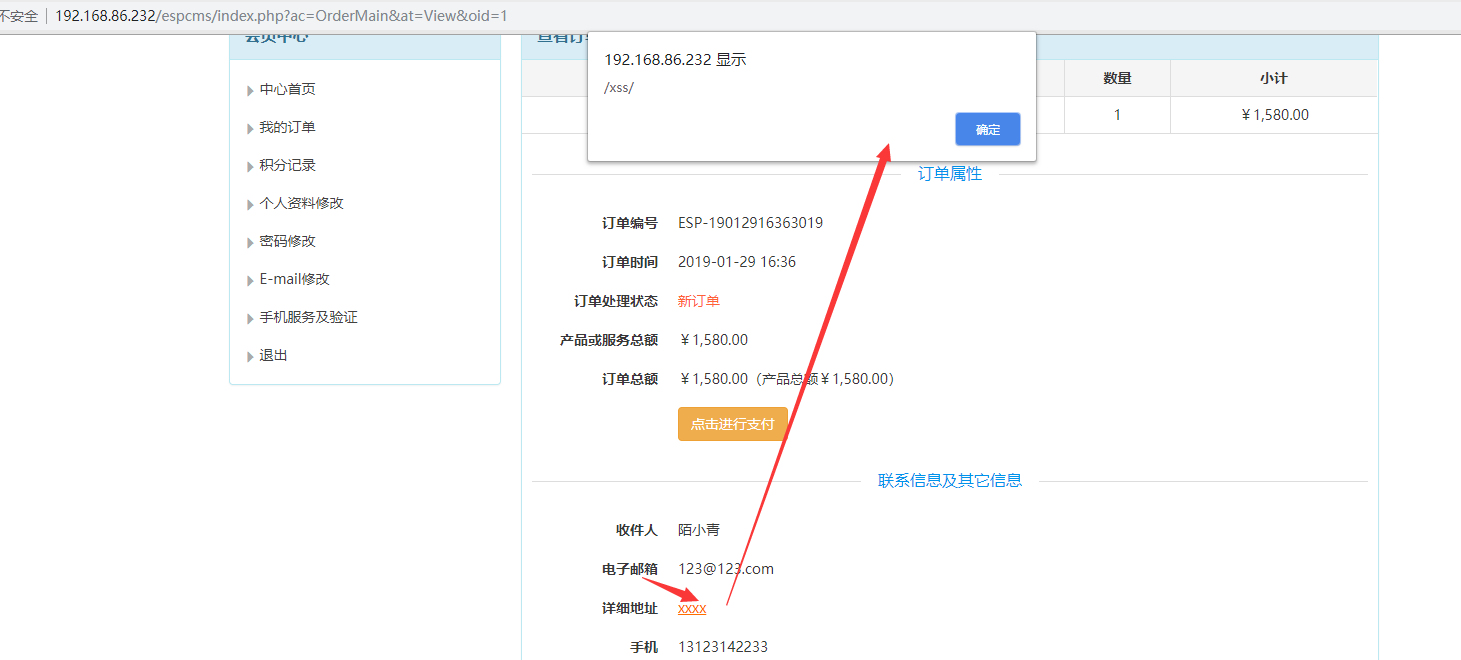 不安全 | 192.168.86.232/espcms/index.php?ac=OrderMain&at=View&oid=1
会员中心
中心首页
我的订单
积分记录
个人资料修改
密码修改
E-mail修改
手机服务及验证
退出
查看订
192.168.86.232 显示
/xss/
确定
数量 小计
1 ￥1,580.00
订单属性
订单编号 ESP-19012916363019
订单时间 2019-01-29 16:36
订单处理状态 新订单
产品或服务总额 ￥1,580.00
订单总额 ￥1,580.00（产品总额￥1,580.00）
点击进行支付
联系信息及其它信息
收件人 陌小青
电子邮箱 123@123.com
详细地址 xxxx
手机 13123142233